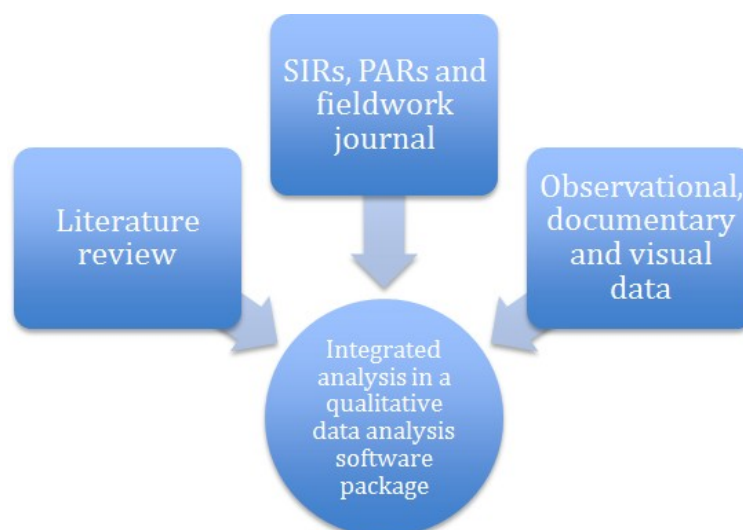 SIRs, PARs and
fieldwork
journal
Literature
review
Observational,
documentary
and visual
data
Integrated
analysis in a
qualitative
data analysis
software
package